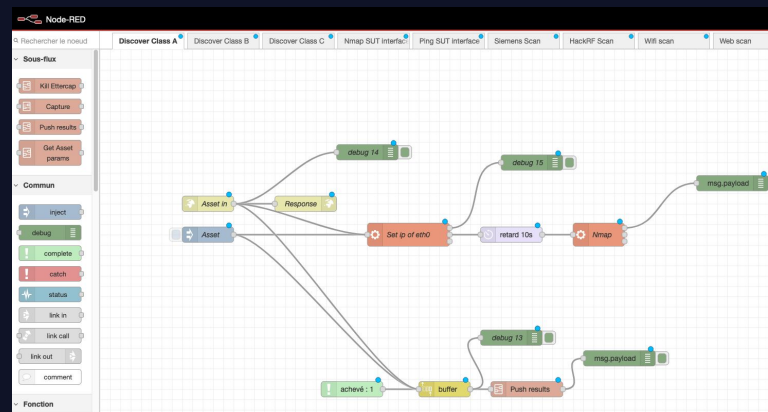 Node-RED
Rechercher le noeud
Discover Class A
Discover Class B
Discover Class C
Nmap SUT interfac
Ping SUT interface
Siemens Scan
HackRF Scan
Wifi scan
Web scan
Sous-flux
Kill Ettercap
Capture
Push results
Get Asset
params
Commun
inject
debug
complete
catch
status
link in
link call
link out
comment
Fonction
debug 14
debug 15
msg.payload
Asset in
Response
Asset
Set ip of eth0
retard 10s
Nmap
debug 13
msg.payload
achevé : 1
buffer
Push results